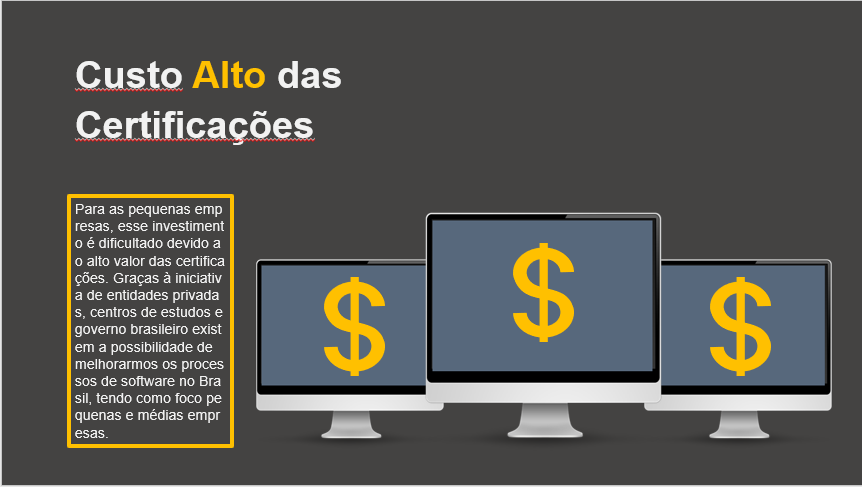 Custo Alto das
Certificações
Para as pequenas emp
resas, esse investiment
o é dificultado devido a
o alto valor das certifica
ções. Graças à iniciativ
a de entidades privada
s, centros de estudos e
governo brasileiro exist
em a possibilidade de
melhorarmos os proces
sos de software no Bra
sil, tendo como foco pe
quenas e médias empr
esas.
$
$
$